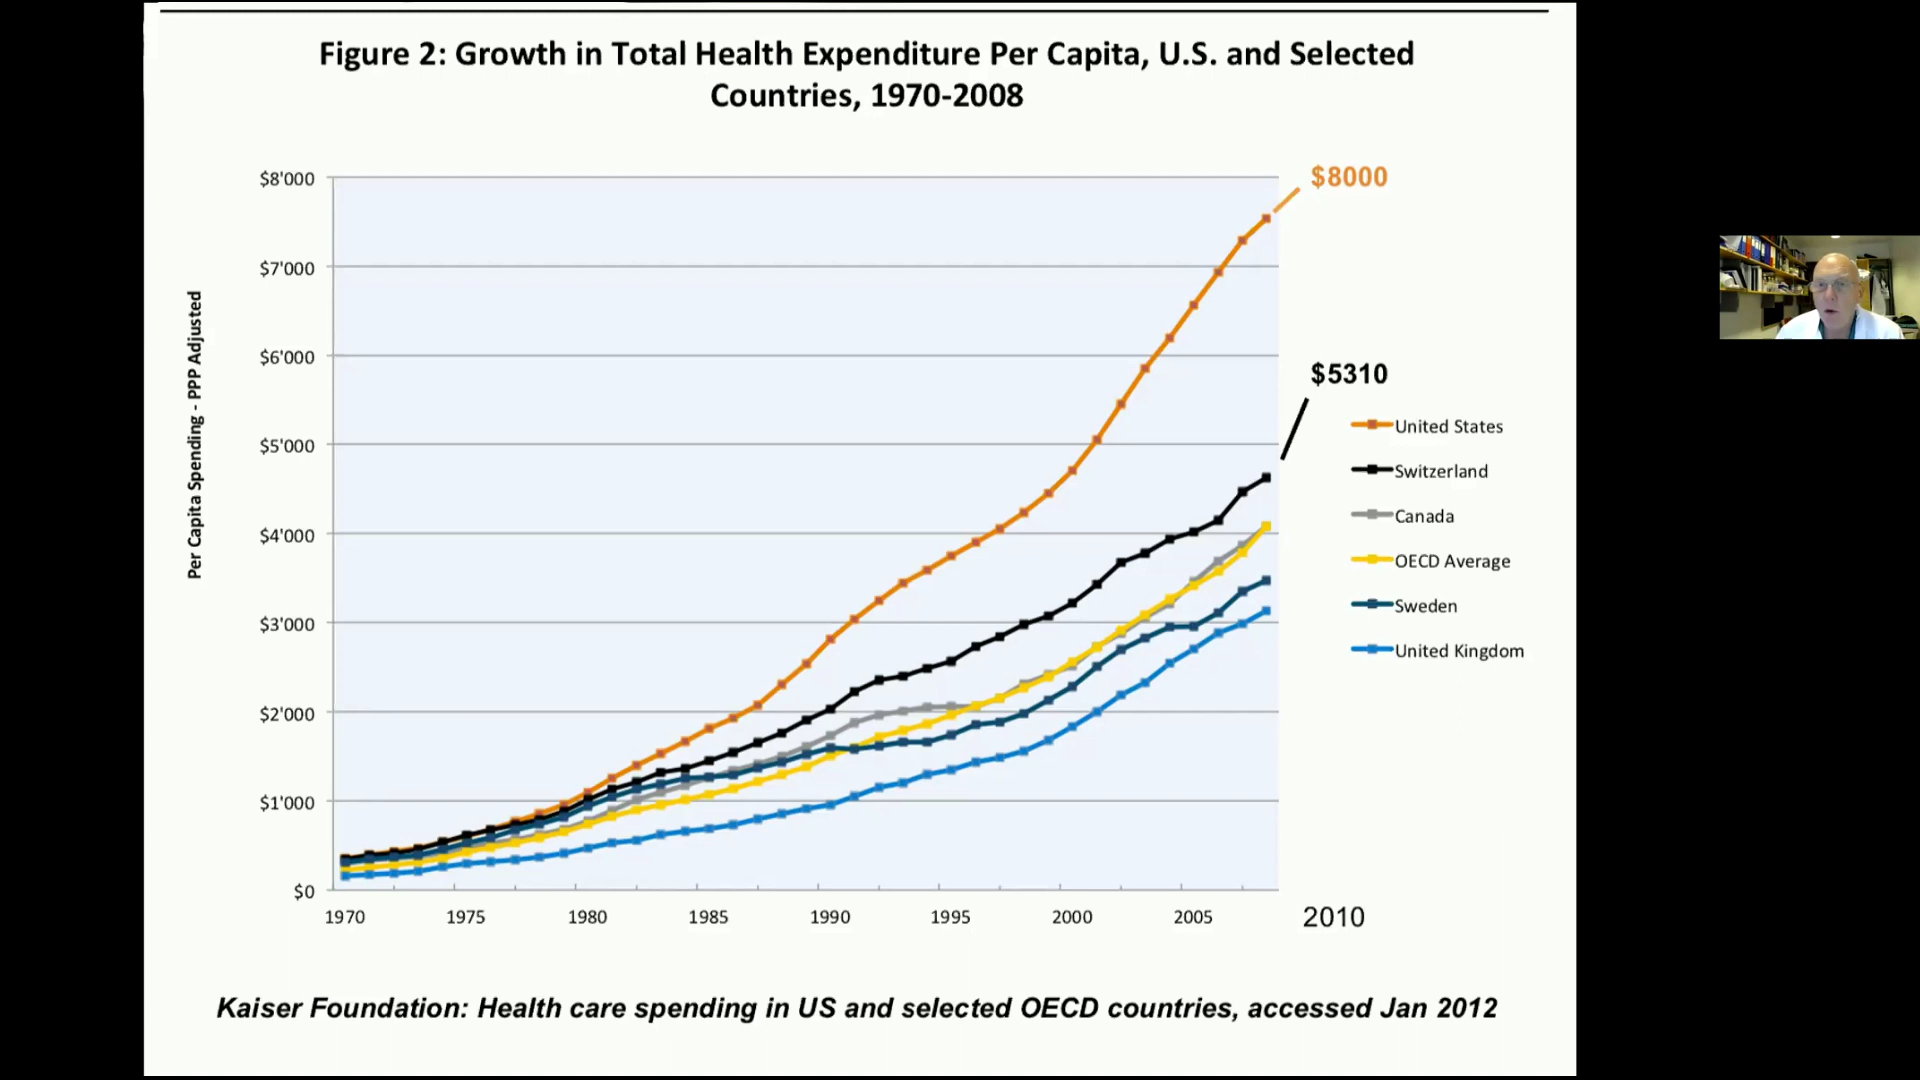 Figure 2: Growth in Total Health Expenditure Per Capita, U.S. and Selected
Countries, 1970-2008
Per Capita Spending - PPP Adjusted
$8'000
$7'000
$6'000
$5'000
$4'000
$3'000
$2'000
$1'000
$0
1970
1975
1980
1985
1990
1995
2000
2005
2010
$8000
$5310
United States
Switzerland
Canada
OECD Average
Sweden
United Kingdom
Kaiser Foundation: Health care spending in US and selected OECD countries, accessed Jan 2012